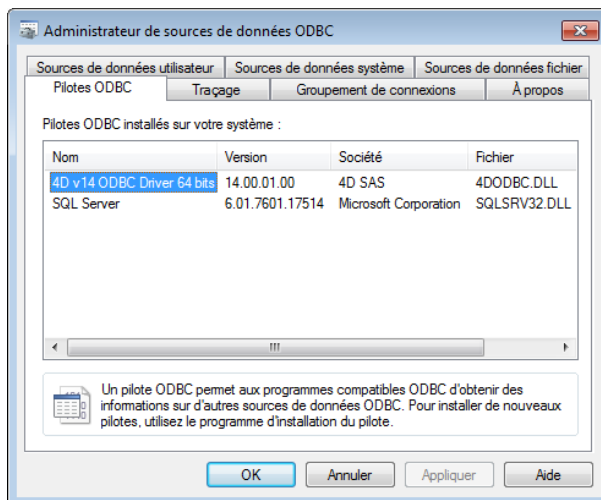 Administrateur de sources de données ODBC
Sources de données utilisateur Sources de données système Sources de données fichier
Pilotes ODBC Traçage Groupement de connexions À propos
Pilotes ODBC installés sur votre système :
Nom Version Société Fichier
4D v14 ODBC Driver 64 bits 14.00.01.00 4D SAS 4DODBC.DLL
SQL Server 6.01.7601.17514 Microsoft Corporation SQLSRV32.DLL
Un pilote ODBC permet aux programmes compatibles ODBC d'obtenir des
informations sur d'autres sources de données ODBC. Pour installer de nouveaux
pilotes, utilisez le programme d'installation du pilote.
OK Annuler Appliquer Aide